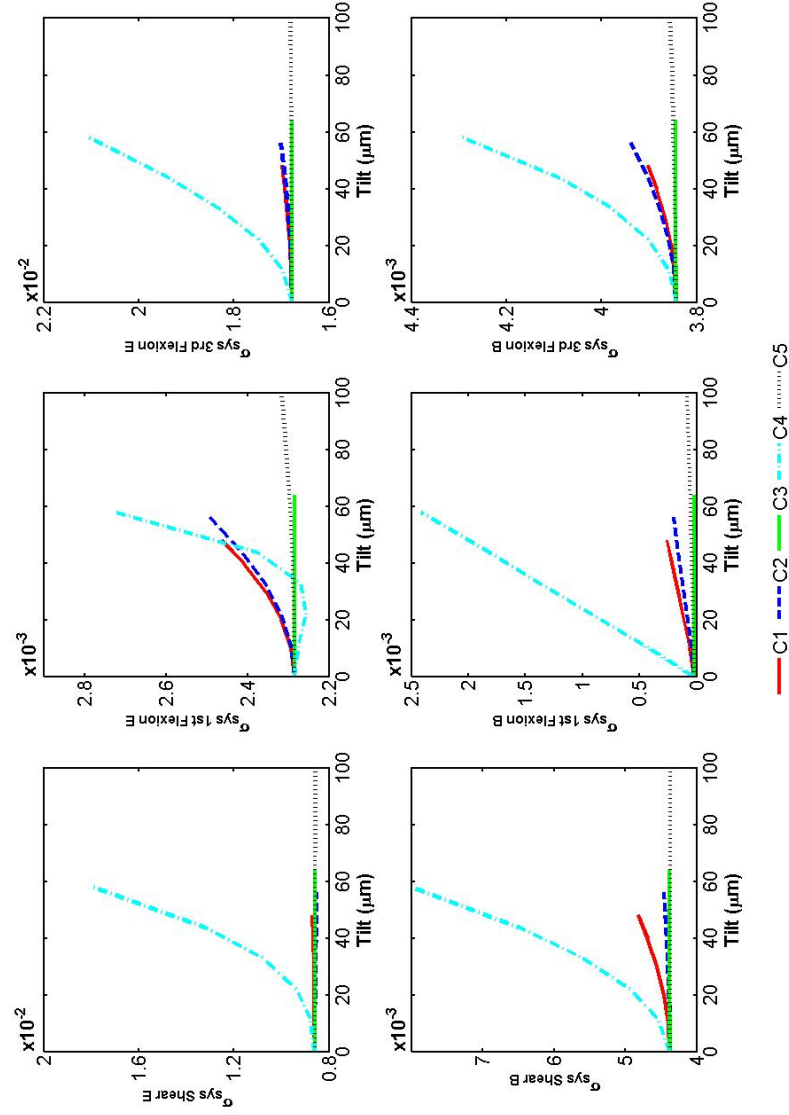 x10⁻²
2
1.6
1.2
0.8
σsys Shear E
0 20 40 60 80 100
Tilt (μm)
x10⁻³
2.8
2.6
2.4
2.2
σsys 1st Flexion E
0 20 40 60 80 100
Tilt (μm)
x10⁻²
2.2
2
1.8
1.6
σsys 3rd Flexion E
0 20 40 60 80 100
Tilt (μm)
x10⁻³
7
6
5
4
σsys Shear B
0 20 40 60 80 100
Tilt (μm)
2.5
2
1.5
1
0.5
0
σsys 1st Flexion B
0 20 40 60 80 100
Tilt (μm)
x10⁻³
4.4
4.2
4
3.8
σsys 3rd Flexion B
0 20 40 60 80 100
Tilt (μm)
C1 C2 C3 C4 C5